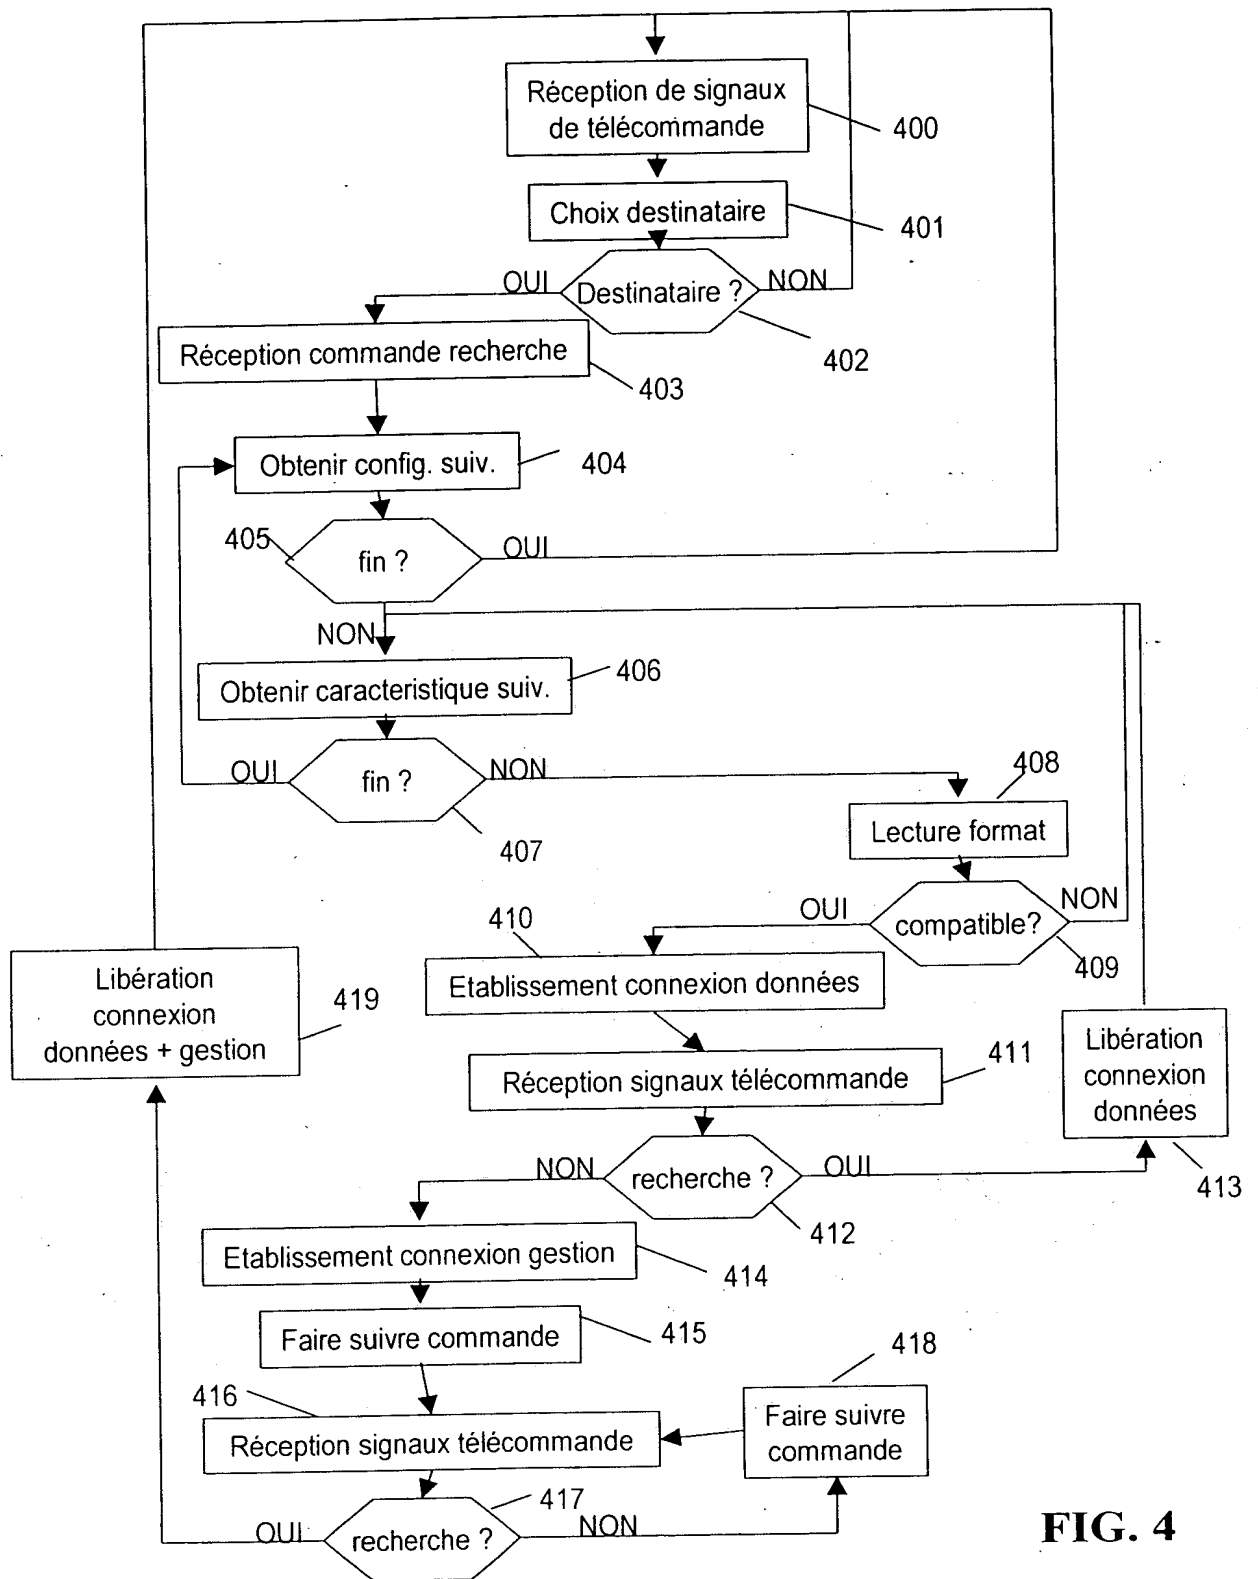 Réception de signaux
de télécommande
400
Choix destinataire
401
OUI
Destinataire ?
NON
402
Réception commande recherche
403
Obtenir config. suiv.
404
405
fin ?
OUI
NON
Obtenir caracteristique suiv.
406
OUI
fin ?
NON
407
408
Lecture format
OUI
compatible?
NON
409
410
Etablissement connexion données
Libération
connexion
données + gestion
419
Réception signaux télécommande
411
Libération
connexion
données
413
NON
recherche ?
OUI
412
Etablissement connexion gestion
414
Faire suivre commande
415
416
Réception signaux télécommande
418
Faire suivre
commande
OUI
recherche ?
417
NON
FIG. 4